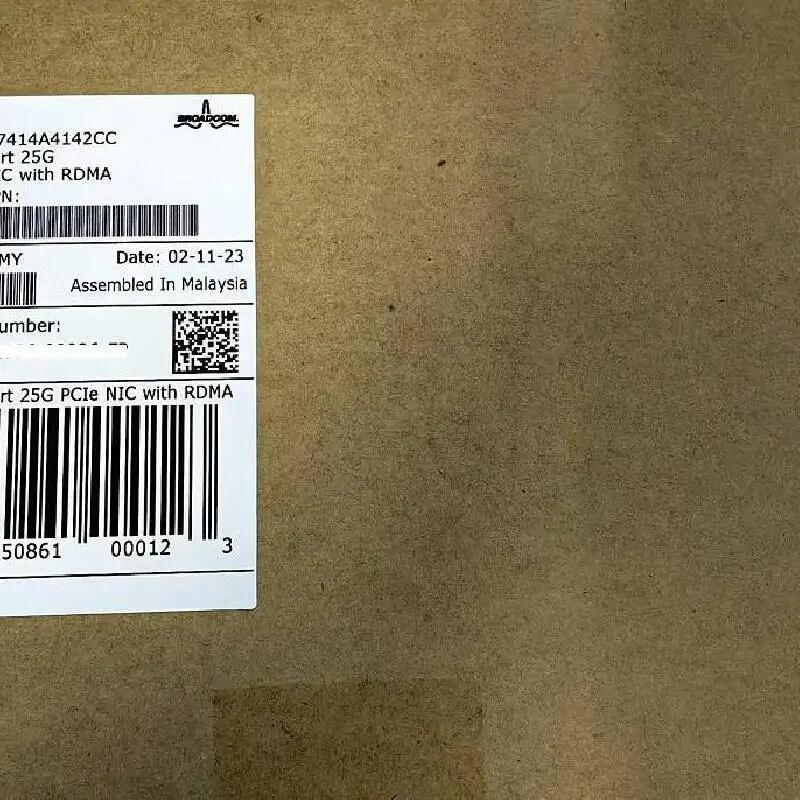 BROADCOM.
7414A4142CC
rt 25G
C with RDMA
PN:
MY
Date: 02-11-23
Assembled In Malaysia
umber:
rt 25G PCIe NIC with RDMA
50861 00012 3